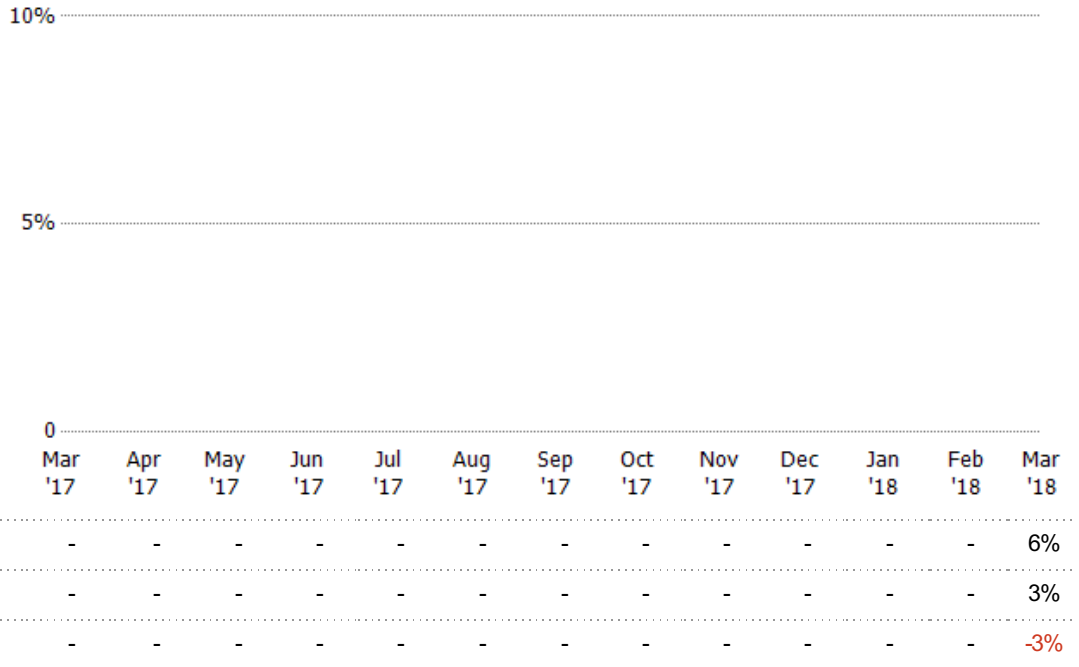 10%
5%
0
Mar Apr May Jun Jul Aug Sep Oct Nov Dec Jan Feb Mar
'17 '17 '17 '17 '17 '17 '17 '17 '17 '17 '18 '18 '18
- - - - - - - - - - - - 6%
- - - - - - - - - - - - 3%
- - - - - - - - - - - - -3%